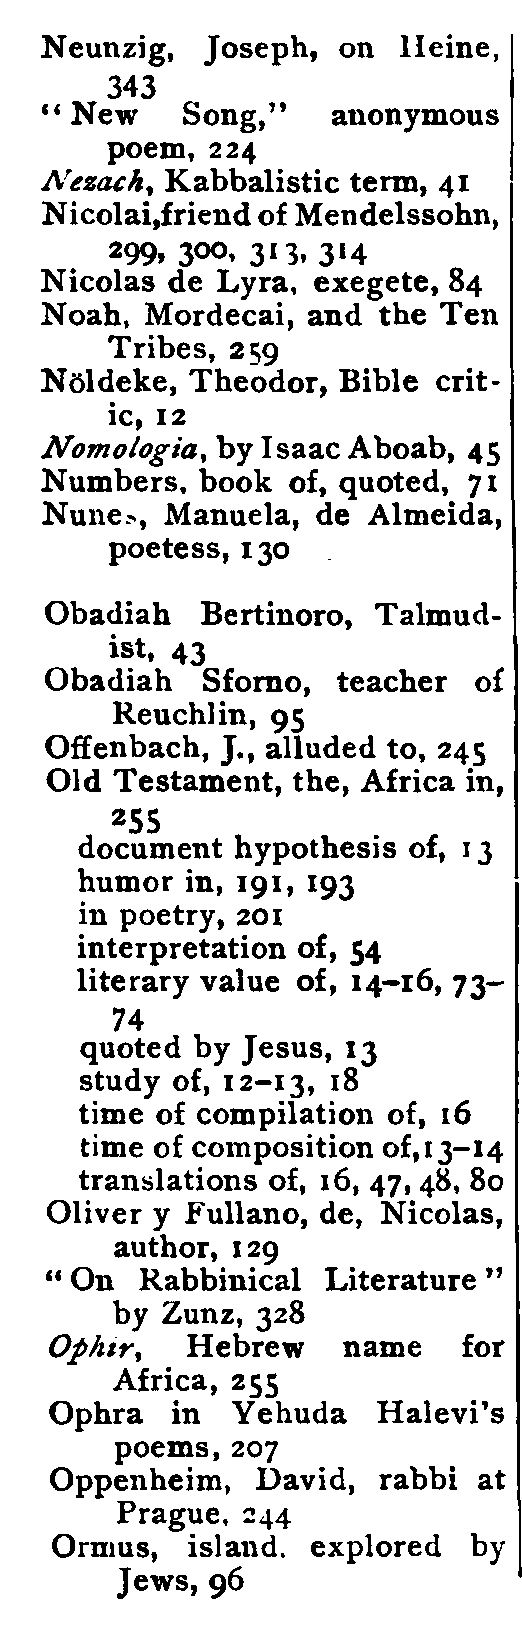 Neunzig, Joseph, on Heine,
343
"New Song," anonymous
poem, 224
Nezach, Kabbalistic term, 41
Nicolai, friend of Mendelssohn,
299, 300, 313, 314
Nicolas de Lyra, exegete, 84
Noah, Mordecai, and the Ten
Tribes, 259
Nöldeke, Theodor, Bible crit-
ic, 12
Nomologia, by Isaac Aboab, 45
Numbers, book of, quoted, 71
Nunes, Manuela, de Almeida,
poetess, 130
Obadiah Bertinoro, Talmud-
ist, 43
Obadiah Sforno, teacher of
Reuchlin, 95
Offenbach, J., alluded to, 245
Old Testament, the, Africa in,
255
document hypothesis of, 13
humor in, 191, 193
in poetry, 201
interpretation of, 54
literary value of, 14–16, 73–
74
quoted by Jesus, 13
study of, 12–13, 18
time of compilation of, 16
time of composition of, 13–14
translations of, 16, 47, 48, 80
Oliver y Fullano, de, Nicolas,
author, 129
"On Rabbinical Literature"
by Zunz, 328
Ophir, Hebrew name for
Africa, 255
Ophra in Yehuda Halevi's
poems, 207
Oppenheim, David, rabbi at
Prague, 244
Ormus, island, explored by
Jews, 96